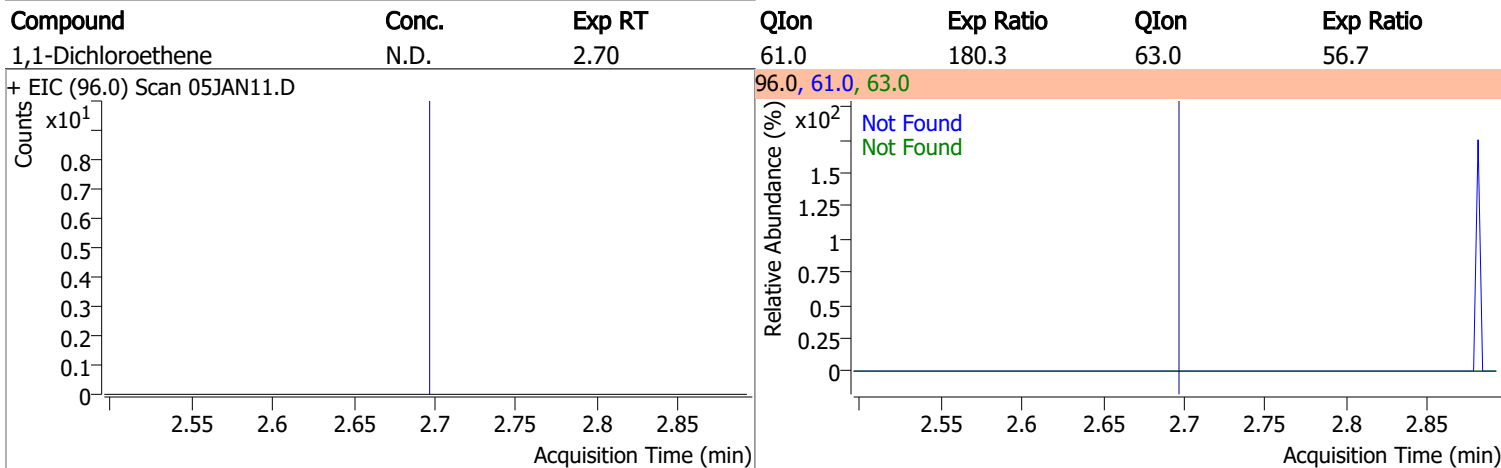 Compound Conc. Exp RT QIon Exp Ratio QIon Exp Ratio
1,1-Dichloroethene N.D. 2.70 61.0 180.3 63.0 56.7
+ EIC (96.0) Scan 05JAN11.D
Counts
x10¹
0.8
0.7
0.6
0.5
0.4
0.3
0.2
0.1
0
2.55 2.6 2.65 2.7 2.75 2.8 2.85
Acquisition Time (min)
96.0, 61.0, 63.0
Relative Abundance (%)
x10²
Not Found
Not Found
1.5
1.25
1
0.75
0.5
0.25
0
2.55 2.6 2.65 2.7 2.75 2.8 2.85
Acquisition Time (min)